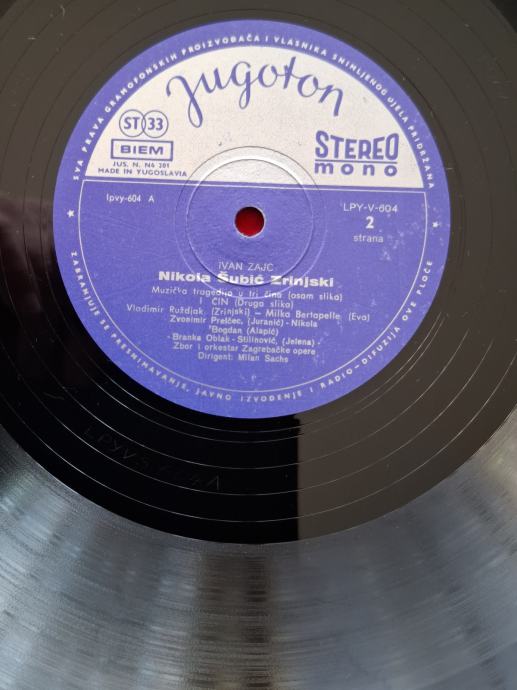 SVA PRAVA GRAMOFONSKIH PROIZVOĐAČA I VLASNIKA SNIMLJENOG DJELA PRIDRŽANA
Jugoton
ST 33
BIEM
JUS. N. N6 301
MADE IN YUGOSLAVIA
STEREO
mono
lpvy-604 A
LPY-V-604
2
strana
IVAN ZAJC
Nikola Šubić Zrinjski
Muzička tragedija u tri čina (osam slika)
I ČIN (Druga slika)
Vladimir Ruždjak, (Zrinjski) — Milka Bertapelle (Eva)
Zvonimir Prelčec, (Juranić) - Nikola
Bogdan (Alapić)
- Branka Oblak - Stilinović, (Jelena) -
Zbor i orkestar Zagrebačke opere
Dirigent: Milan Sachs
ZABRANJUJE SE PRESNIMAVANJE, JAVNO IZVOĐENJE I RADIO-DIFUZIJA OVE PLOČE